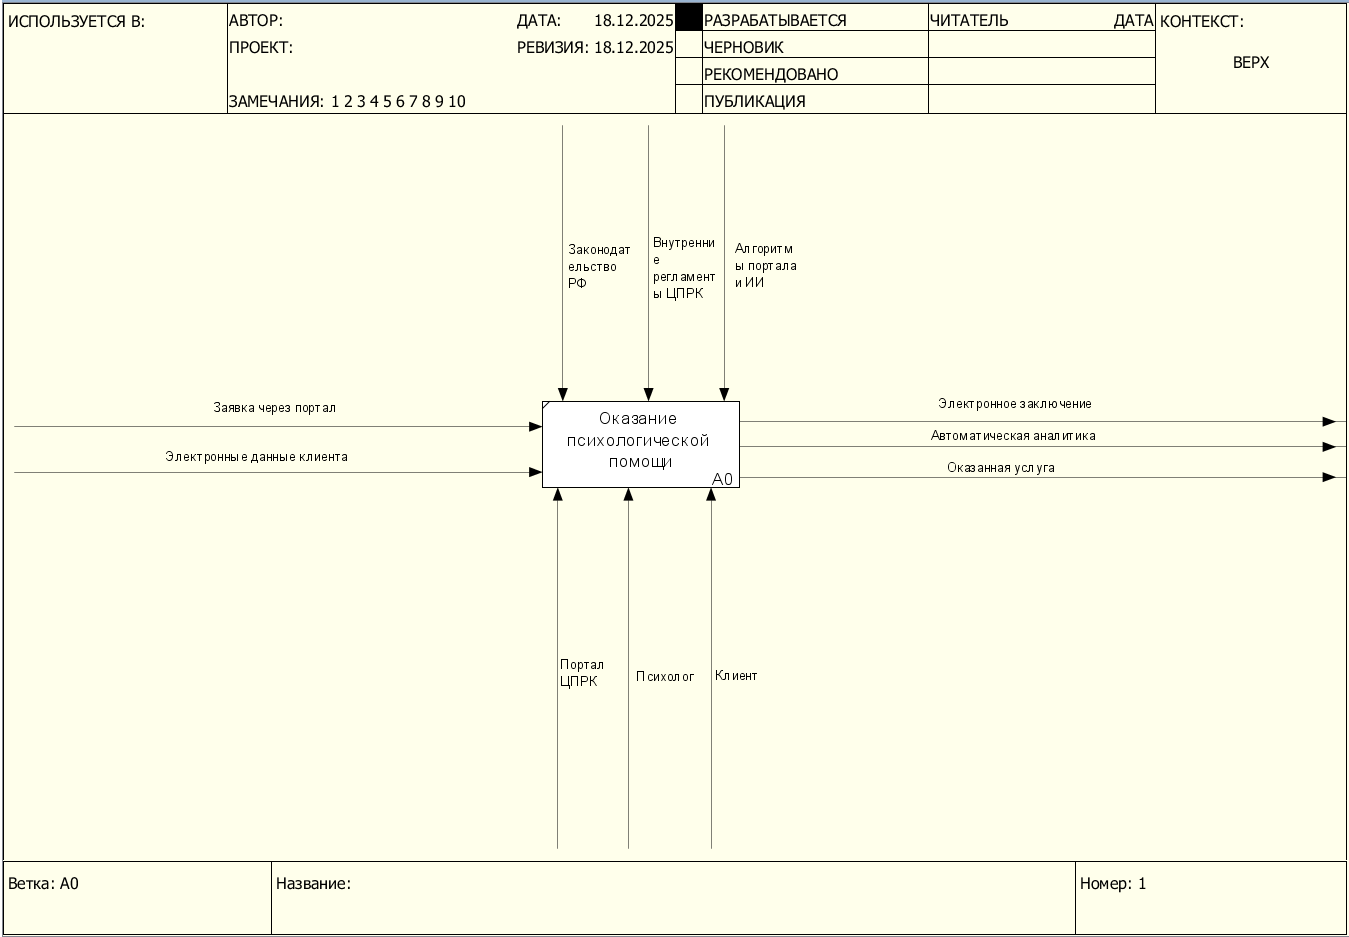 ИСПОЛЬЗУЕТСЯ В:
АВТОР:
ДАТА: 18.12.2025
РАЗРАБАТЫВАЕТСЯ
ЧИТАТЕЛЬ
ДАТА
КОНТЕКСТ:
ПРОЕКТ:
РЕВИЗИЯ: 18.12.2025
ЧЕРНОВИК
ВЕРХ
РЕКОМЕНДОВАНО
ЗАМЕЧАНИЯ: 1 2 3 4 5 6 7 8 9 10
ПУБЛИКАЦИЯ
Законодат
ельство
РФ
Внутренни
е
регламент
ы ЦПРК
Алгоритм
ы портала
и ИИ
Заявка через портал
Электронные данные клиента
Оказание
психологической
помощи
A0
Электронное заключение
Автоматическая аналитика
Оказанная услуга
Портал
ЦПРК
Психолог
Клиент
Ветка: A0
Название:
Номер: 1